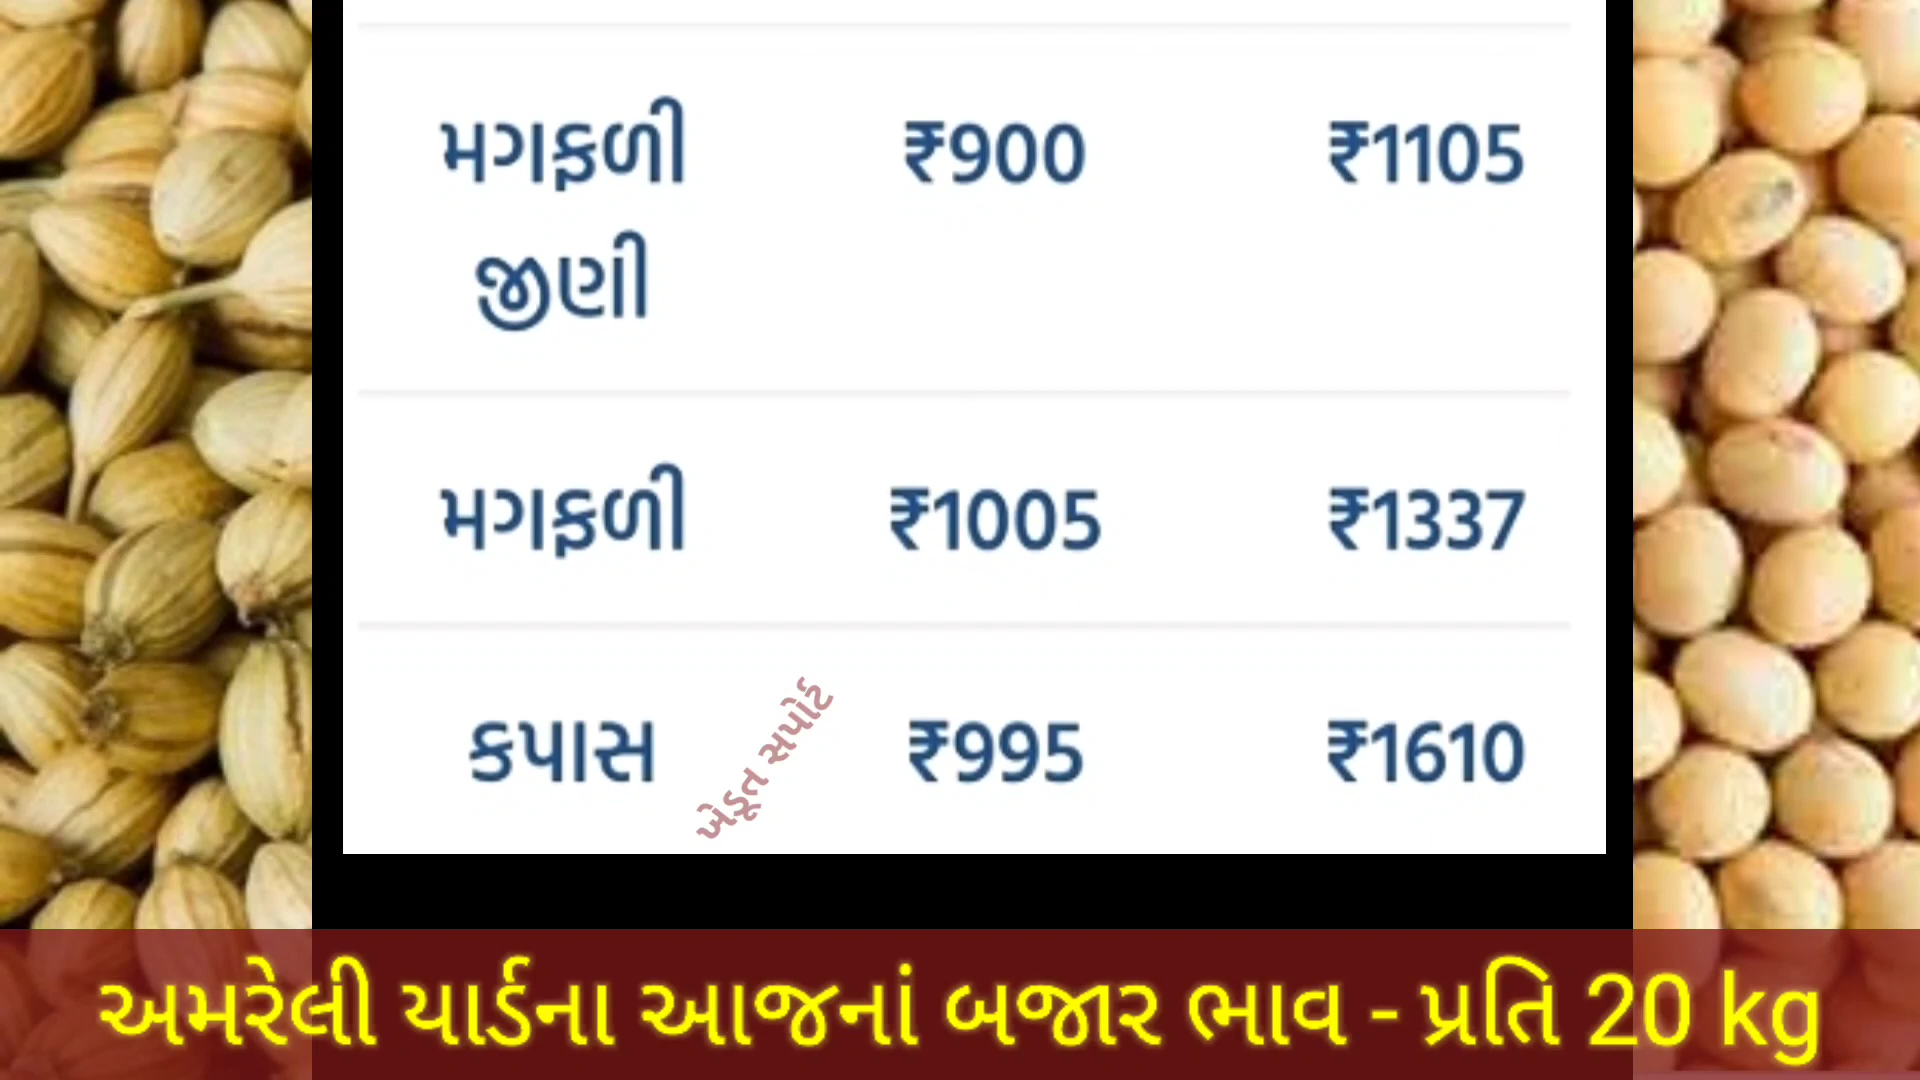 મગફળી ₹900 ₹1105
જીણી
મગફળી ₹1005 ₹1337
કપાસ ₹995 ₹1610
ખેડૂત સપોર્ટ
અમરેલી યાર્ડના આજનાં બજાર ભાવ - પ્રતિ 20 kg